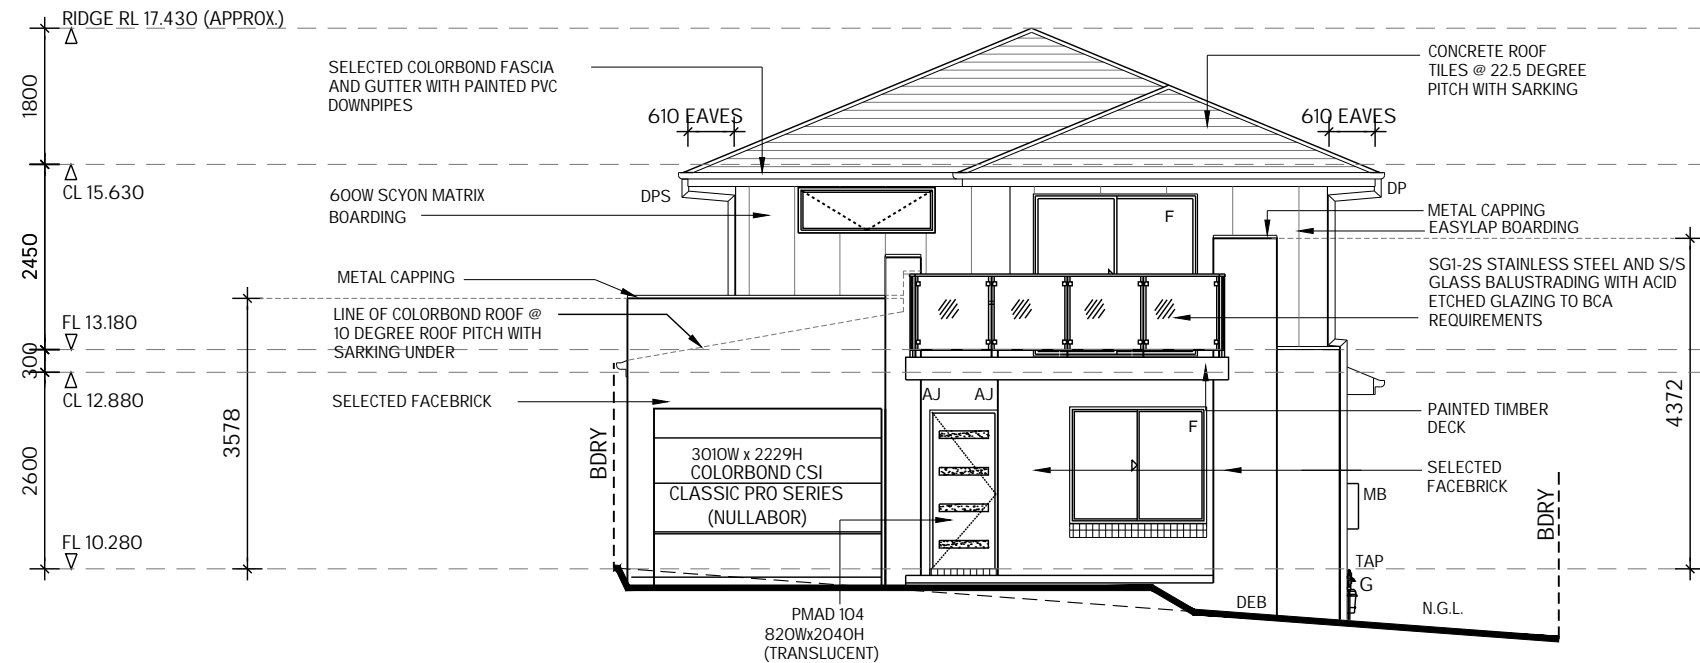 RIDGE RL 17.430 (APPROX.)
1800
CL 15.630
2450
FL 13.180
300
CL 12.880
2600
FL 10.280
3578
SELECTED COLORBOND FASCIA
AND GUTTER WITH PAINTED PVC
DOWNPIPES
610 EAVES
DPS
600W SCYON MATRIX
BOARDING
METAL CAPPING
LINE OF COLORBOND ROOF @
10 DEGREE ROOF PITCH WITH
SARKING UNDER
SELECTED FACEBRICK
BDRY
3010W x 2229H
COLORBOND CSI
CLASSIC PRO SERIES
(NULLABOR)
AJ
AJ
F
F
PMAD 104
820Wx2040H
(TRANSLUCENT)
CONCRETE ROOF
TILES @ 22.5 DEGREE
PITCH WITH SARKING
610 EAVES
DP
METAL CAPPING
EASYLAP BOARDING
SG1-2S STAINLESS STEEL AND S/S
GLASS BALUSTRADING WITH ACID
ETCHED GLAZING TO BCA
REQUIREMENTS
4372
PAINTED TIMBER
DECK
SELECTED
FACEBRICK
MB
BDRY
TAP
G
DEB
N.G.L.